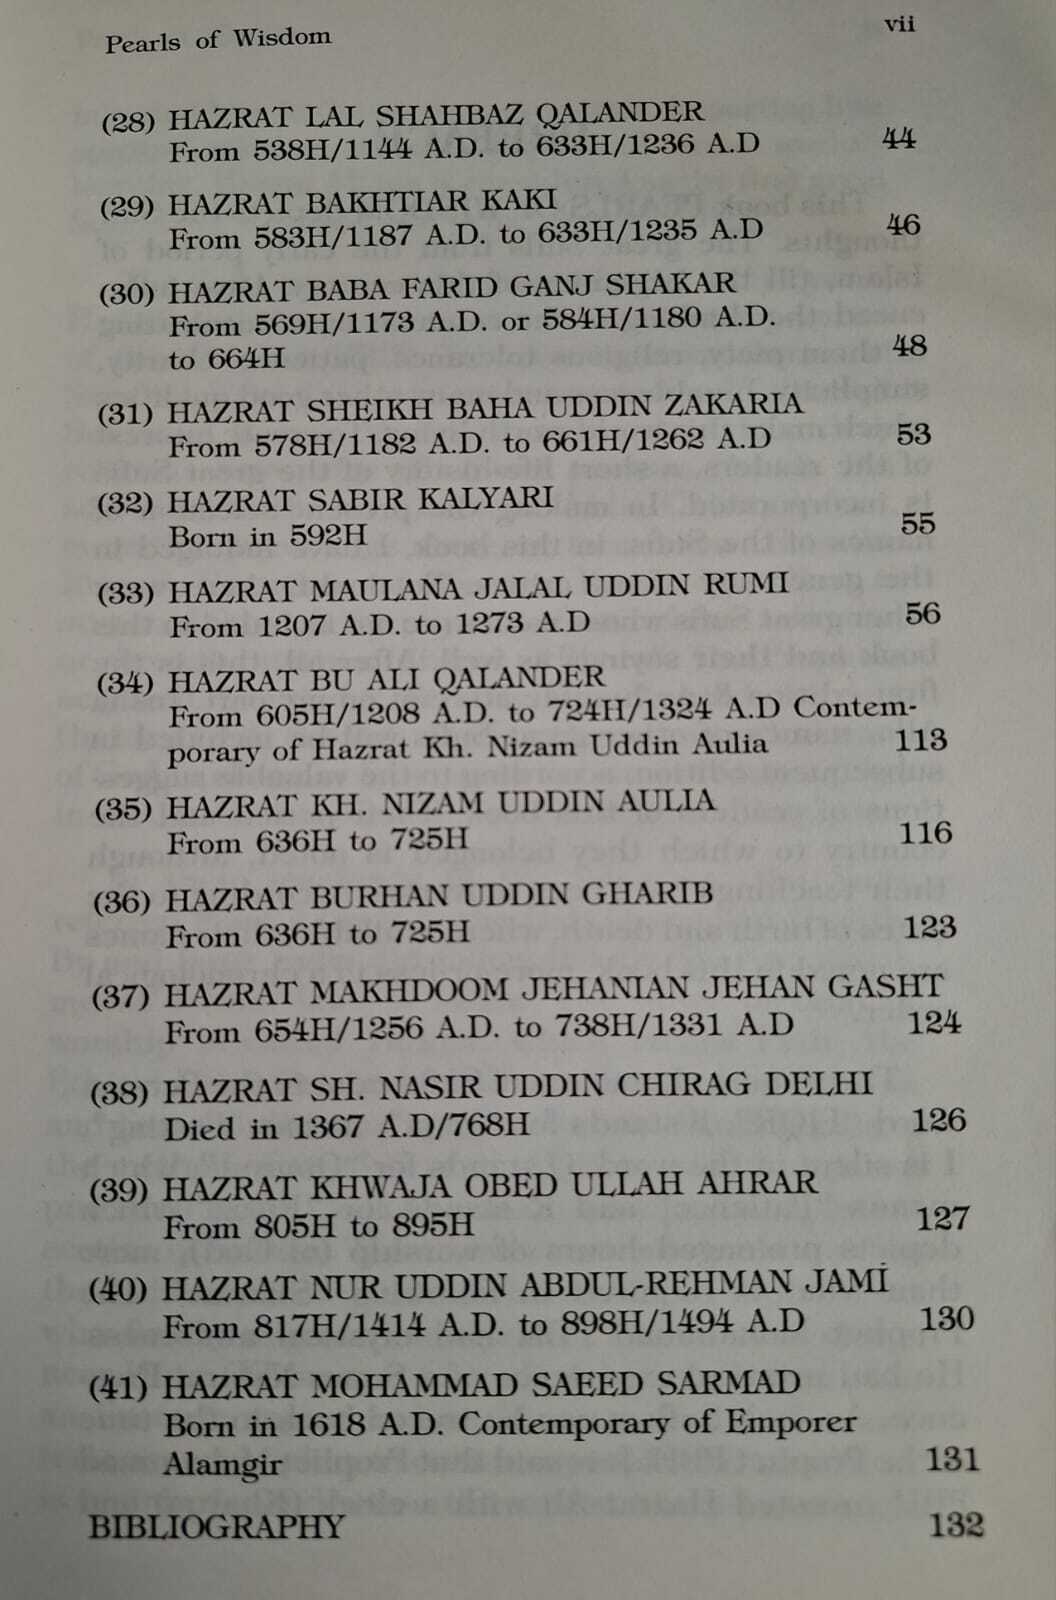 Pearls of Wisdom vii
(28) HAZRAT LAL SHAHBAZ QALANDER
From 538H/1144 A.D. to 633H/1236 A.D 44
(29) HAZRAT BAKHTIAR KAKI
From 583H/1187 A.D. to 633H/1235 A.D 46
(30) HAZRAT BABA FARID GANJ SHAKAR
From 569H/1173 A.D. or 584H/1180 A.D.
to 664H 48
(31) HAZRAT SHEIKH BAHA UDDIN ZAKARIA
From 578H/1182 A.D. to 661H/1262 A.D 53
(32) HAZRAT SABIR KALYARI
Born in 592H 55
(33) HAZRAT MAULANA JALAL UDDIN RUMI
From 1207 A.D. to 1273 A.D 56
(34) HAZRAT BU ALI QALANDER
From 605H/1208 A.D. to 724H/1324 A.D Contem-
porary of Hazrat Kh. Nizam Uddin Aulia 113
(35) HAZRAT KH. NIZAM UDDIN AULIA
From 636H to 725H 116
(36) HAZRAT BURHAN UDDIN GHARIB
From 636H to 725H 123
(37) HAZRAT MAKHDOOM JEHANIAN JEHAN GASHT
From 654H/1256 A.D. to 738H/1331 A.D 124
(38) HAZRAT SH. NASIR UDDIN CHIRAG DELHI
Died in 1367 A.D/768H 126
(39) HAZRAT KHWAJA OBED ULLAH AHRAR
From 805H to 895H 127
(40) HAZRAT NUR UDDIN ABDUL-REHMAN JAMI
From 817H/1414 A.D. to 898H/1494 A.D 130
(41) HAZRAT MOHAMMAD SAEED SARMAD
Born in 1618 A.D. Contemporary of Emporer
Alamgir 131
BIBLIOGRAPHY 132